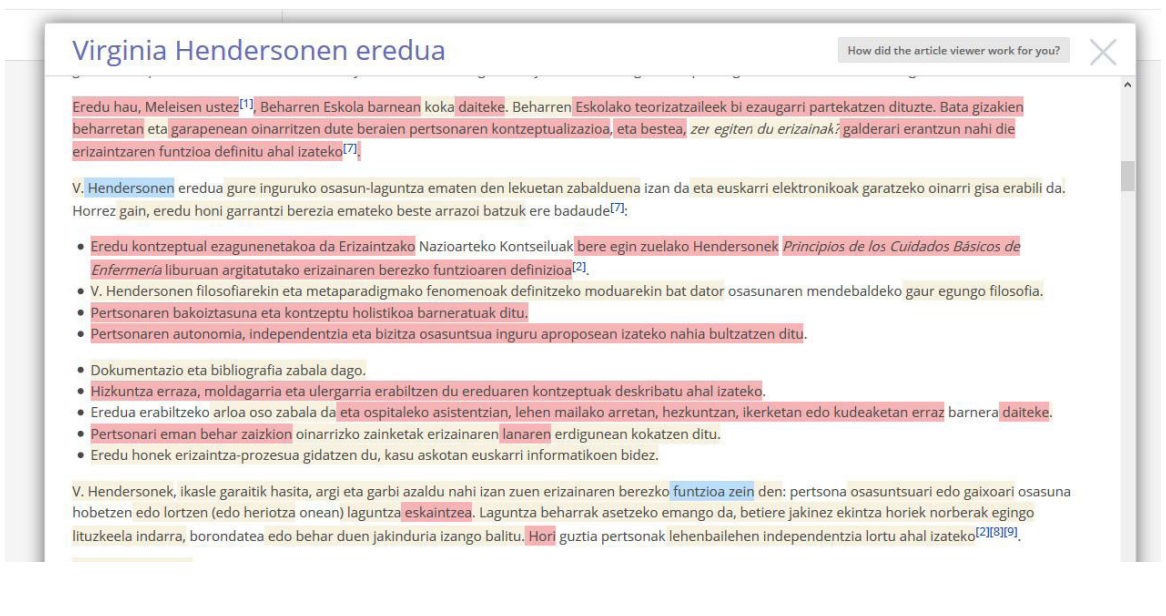 Virginia Hendersonen eredua
How did the article viewer work for you?
Eredu hau, Meleisen ustez[1], Beharren Eskola barnean koka daiteke. Beharren Eskolako teorizatzaileek bi ezaugarri partekatzen dituzte. Bata gizakien
beharretan eta garapenean oinarritzen dute beraien pertsonaren kontzeptualizazioa, eta bestea, zer egiten du erizainak? galderari erantzun nahi die
erizaintzaren funtzioa definitu ahal izateko[7].
V. Hendersonen eredua gure inguruko osasun-laguntza ematen den lekuetan zabalduena izan da eta euskarri elektronikoak garatzeko oinarri gisa erabili da.
Horrez gain, eredu honi garrantzi berezia emateko beste arrazoi batzuk ere badaude[7]:
• Eredu kontzeptual ezagunenetakoa da Erizaintzako Nazioarteko Kontseiluak bere egin zuelako Hendersonek Principios de los Cuidados Básicos de
Enfermería liburuan argitatutako erizainaren berezko funtzioaren definizioa[2].
• V. Hendersonen filosofiarekin eta metaparadigmako fenomenoak definitzeko moduarekin bat dator osasunaren mendebaldeko gaur egungo filosofia.
• Pertsonaren bakoiztasuna eta kontzeptu holistikoa barneratuak ditu.
• Pertsonaren autonomia, independentzia eta bizitza osasuntsua inguru aproposean izateko nahia bultzatzen ditu.
• Dokumentazio eta bibliografia zabala dago.
• Hizkuntza erraza, moldagarria eta ulergarria erabiltzen du ereduaren kontzeptuak deskribatu ahal izateko.
• Eredua erabiltzeko arloa oso zabala da eta ospitaleko asistentzian, lehen mailako arretan, hezkuntzan, ikerketan edo kudeaketan erraz barnera daiteke.
• Pertsonari eman behar zaizkion oinarrizko zainketak erizainaren lanaren erdigunean kokatzen ditu.
• Eredu honek erizaintza-prozesua gidatzen du, kasu askotan euskarri informatikoen bidez.
V. Hendersonek, ikasle garaitik hasita, argi eta garbi azaldu nahi izan zuen erizainaren berezko funtzioa zein den: pertsona osasuntsuari edo gaixoari osasuna
hobetzen edo lortzen (edo heriotza onean) laguntza eskaintea. Laguntza beharrak asetzeko emango da, betiere jakinez ekintza horiek norberak egingo
lituzkeela indarra, borondatea edo behar duen jakinduria izango balitu. Hori guztia pertsonak lehenbailehen independentzia lortu ahal izateko[2][8][9].